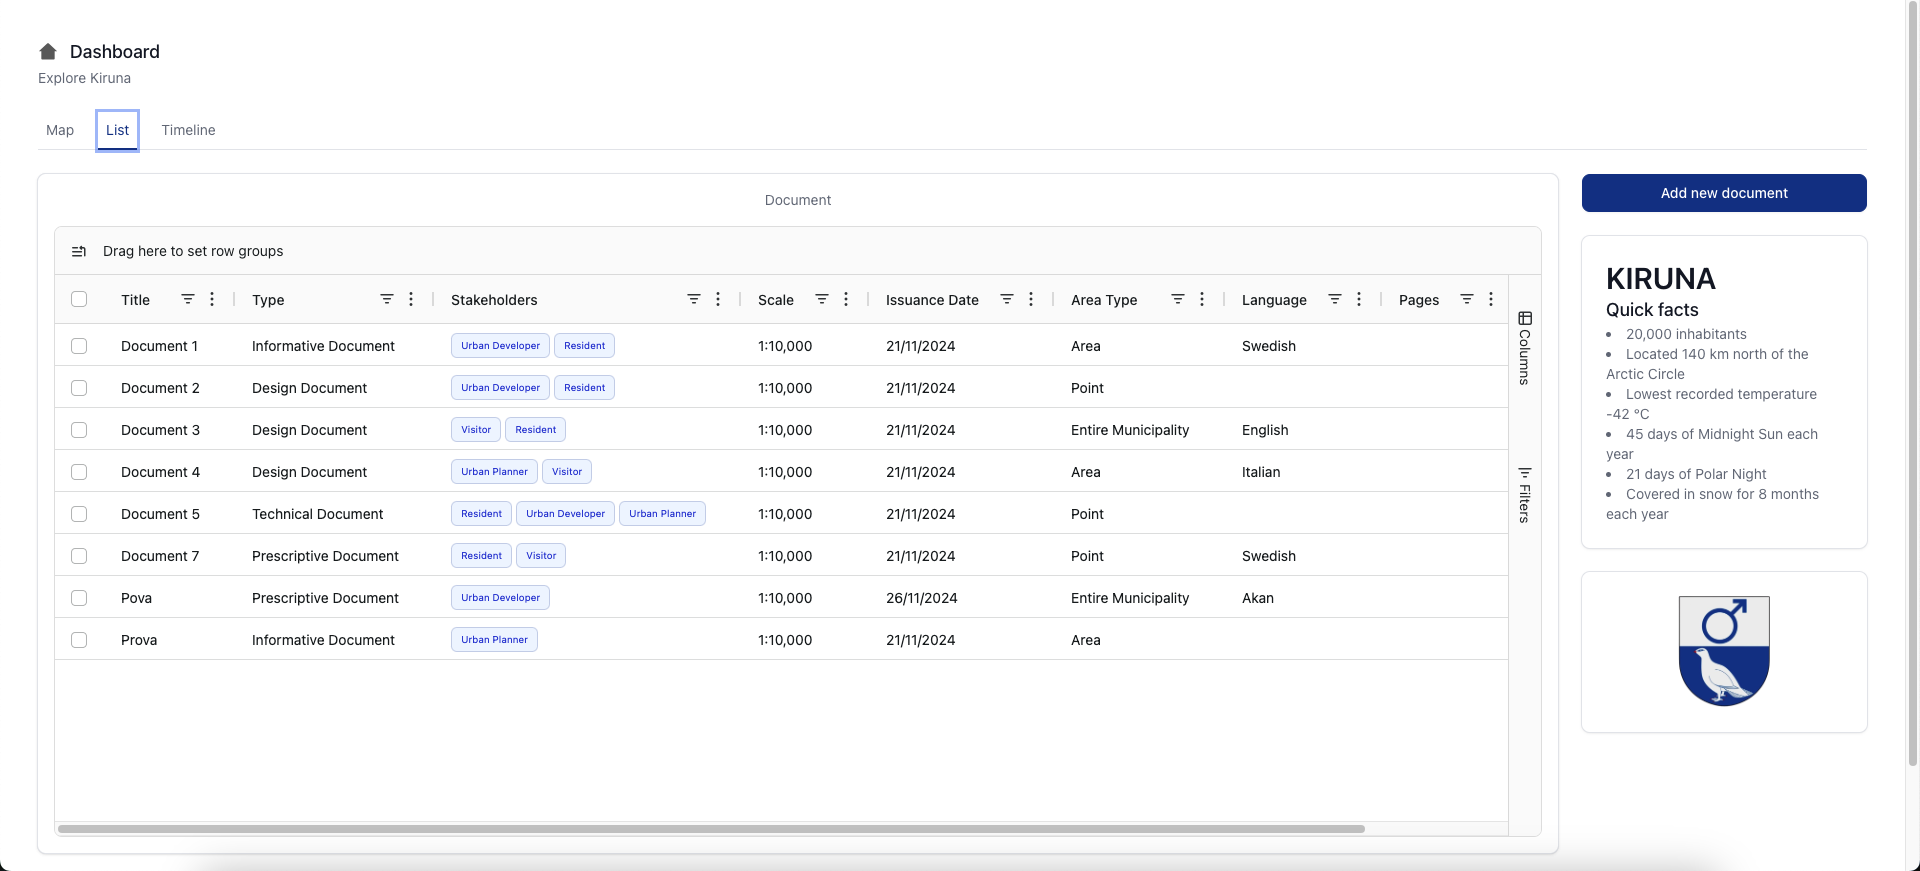 Dashboard
Explore Kiruna
Map List Timeline
Document
Add new document
Drag here to set row groups
Title Type Stakeholders Scale Issuance Date Area Type Language Pages
Document 1 Informative Document Urban Developer Resident 1:10,000 21/11/2024 Area Swedish
Document 2 Design Document Urban Developer Resident 1:10,000 21/11/2024 Point
Document 3 Design Document Visitor Resident 1:10,000 21/11/2024 Entire Municipality English
Document 4 Design Document Urban Planner Visitor 1:10,000 21/11/2024 Area Italian
Document 5 Technical Document Resident Urban Developer Urban Planner 1:10,000 21/11/2024 Point
Document 7 Prescriptive Document Resident Visitor 1:10,000 21/11/2024 Point Swedish
Pova Prescriptive Document Urban Developer 1:10,000 26/11/2024 Entire Municipality Akan
Prova Informative Document Urban Planner 1:10,000 21/11/2024 Area
Columns
Filters
KIRUNA
Quick facts
• 20,000 inhabitants
• Located 140 km north of the
Arctic Circle
• Lowest recorded temperature
-42 °C
• 45 days of Midnight Sun each
year
• 21 days of Polar Night
• Covered in snow for 8 months
each year